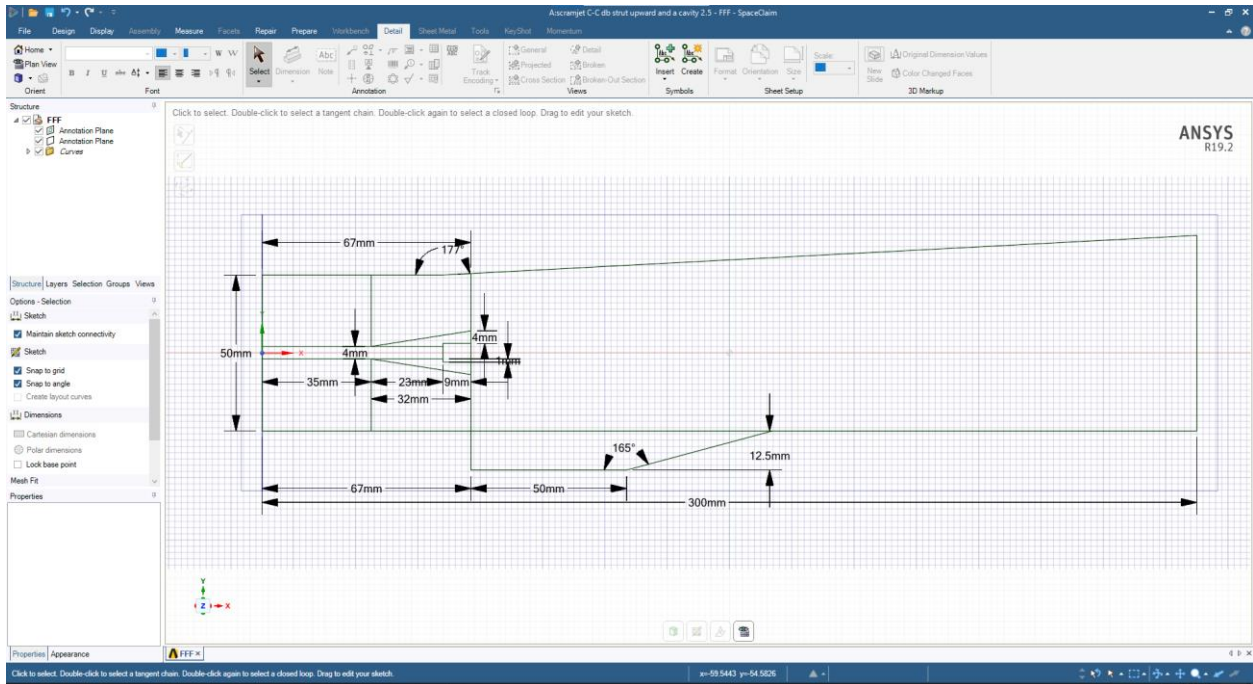 A:scramjet C-C db strut upward and a cavity 2.5 - FFF - SpaceClaim
File Design Display Assembly Measure Facets Repair Prepare Workbench Detail Sheet Metal Tools KeyShot Momentum
Home
Plan View
Orient
Font
Select
Dimension
Note
Abc
Annotation
Track Encoding
General Detail
Projected Broken
Cross Section Broken-Out Section
Views
Insert Create
Symbols
Format Orientation Size
Scale:
Sheet Setup
New Slide
Original Dimension Values
Color Changed Faces
3D Markup
Structure
FFF
Annotation Plane
Annotation Plane
Curves
Structure Layers Selection Groups Views
Options - Selection
Sketch
Maintain sketch connectivity
Sketch
Snap to grid
Snap to angle
Create layout curves
Dimensions
Cartesian dimensions
Polar dimensions
Lock base point
Mesh Fit
Properties
Properties Appearance
Click to select. Double-click to select a tangent chain. Double-click again to select a closed loop. Drag to edit your sketch.
ANSYS
R19.2
67mm
177°
50mm
4mm
4mm
1mm
X
35mm
23mm
9mm
32mm
165°
12.5mm
67mm
50mm
300mm
Y
Z
X
FFF
Click to select. Double-click to select a tangent chain. Double-click again to select a closed loop. Drag to edit your sketch.
x=-59.5443 y=-54.5826